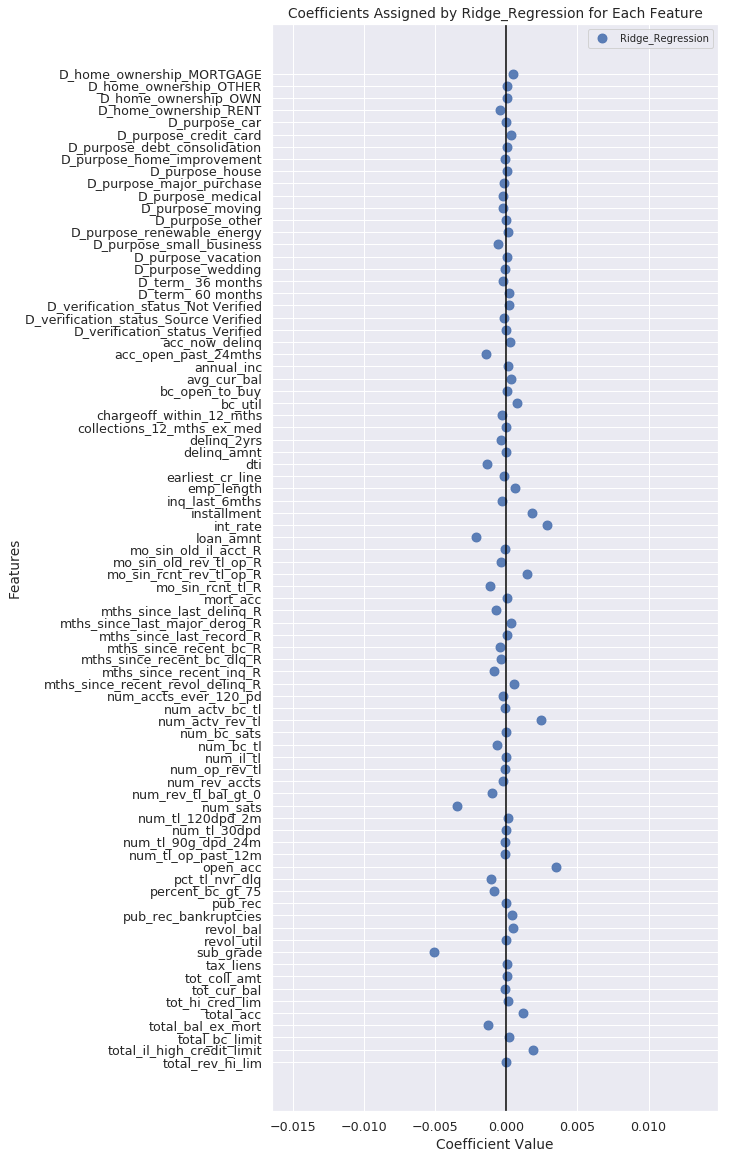 Coefficients Assigned by Ridge_Regression for Each Feature
Ridge_Regression
D_home_ownership_MORTGAGE
D_home_ownership_OTHER
D_home_ownership_OWN
D_home_ownership_RENT
D_purpose_car
D_purpose_credit_card
D_purpose_debt_consolidation
D_purpose_home_improvement
D_purpose_house
D_purpose_major_purchase
D_purpose_medical
D_purpose_moving
D_purpose_other
D_purpose_renewable_energy
D_purpose_small_business
D_purpose_vacation
D_purpose_wedding
D_term_ 36 months
D_term_ 60 months
D_verification_status_Not Verified
D_verification_status_Source Verified
D_verification_status_Verified
acc_now_delinq
acc_open_past_24mths
annual_inc
avg_cur_bal
bc_open_to_buy
bc_util
chargeoff_within_12_mths
collections_12_mths_ex_med
delinq_2yrs
delinq_amnt
dti
earliest_cr_line
emp_length
inq_last_6mths
installment
int_rate
loan_amnt
mo_sin_old_il_acct_R
mo_sin_old_rev_tl_op_R
mo_sin_rcnt_rev_tl_op_R
mo_sin_rcnt_tl_R
mort_acc
mths_since_last_delinq_R
mths_since_last_major_derog_R
mths_since_last_record_R
mths_since_recent_bc_R
mths_since_recent_bc_dlq_R
mths_since_recent_inq_R
mths_since_recent_revol_delinq_R
num_accts_ever_120_pd
num_actv_bc_tl
num_actv_rev_tl
num_bc_sats
num_bc_tl
num_il_tl
num_op_rev_tl
num_rev_accts
num_rev_tl_bal_gt_0
num_sats
num_tl_120dpd_2m
num_tl_30dpd
num_tl_90g_dpd_24m
num_tl_op_past_12m
open_acc
pct_tl_nvr_dlq
percent_bc_gt_75
pub_rec
pub_rec_bankruptcies
revol_bal
revol_util
sub_grade
tax_liens
tot_coll_amt
tot_cur_bal
tot_hi_cred_lim
total_acc
total_bal_ex_mort
total_bc_limit
total_il_high_credit_limit
total_rev_hi_lim
Features
−0.015 −0.010 −0.005 0.000 0.005 0.010
Coefficient Value